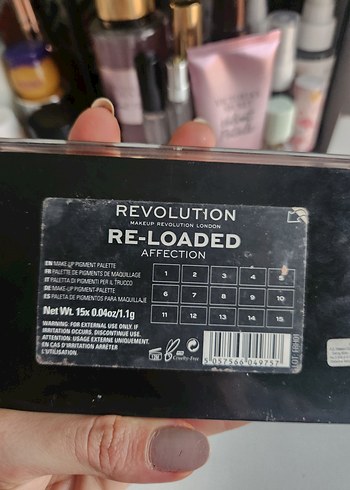 REVOLUTION
MAKEUP REVOLUTION LONDON
RE-LOADED
AFFECTION
EN MAKE-UP PIGMENT PALETTE
FR PALETTE DE PIGMENTS DE MAQUILLAGE
IT PALETTA DI PIGMENTI PER IL TRUCCO
DE MAKE-UP PIGMENT-PALETTE
ES PALETA DE PIGMENTOS PARA MAQUILLAJE
1 2 3 4 5
6 7 8 9 10
11 12 13 14 15
Net Wt. 15x 0.04oz/1.1g
WARNING: FOR EXTERNAL USE ONLY. IF
IRRITATION OCCURS, DISCONTINUE USE.
ATTENTION: USAGE EXTERNE UNIQUEMENT.
EN CAS D'IRRITATION ARRÊTER
L'UTILISATION.
12M
Cruelty-Free
5 057566 049757